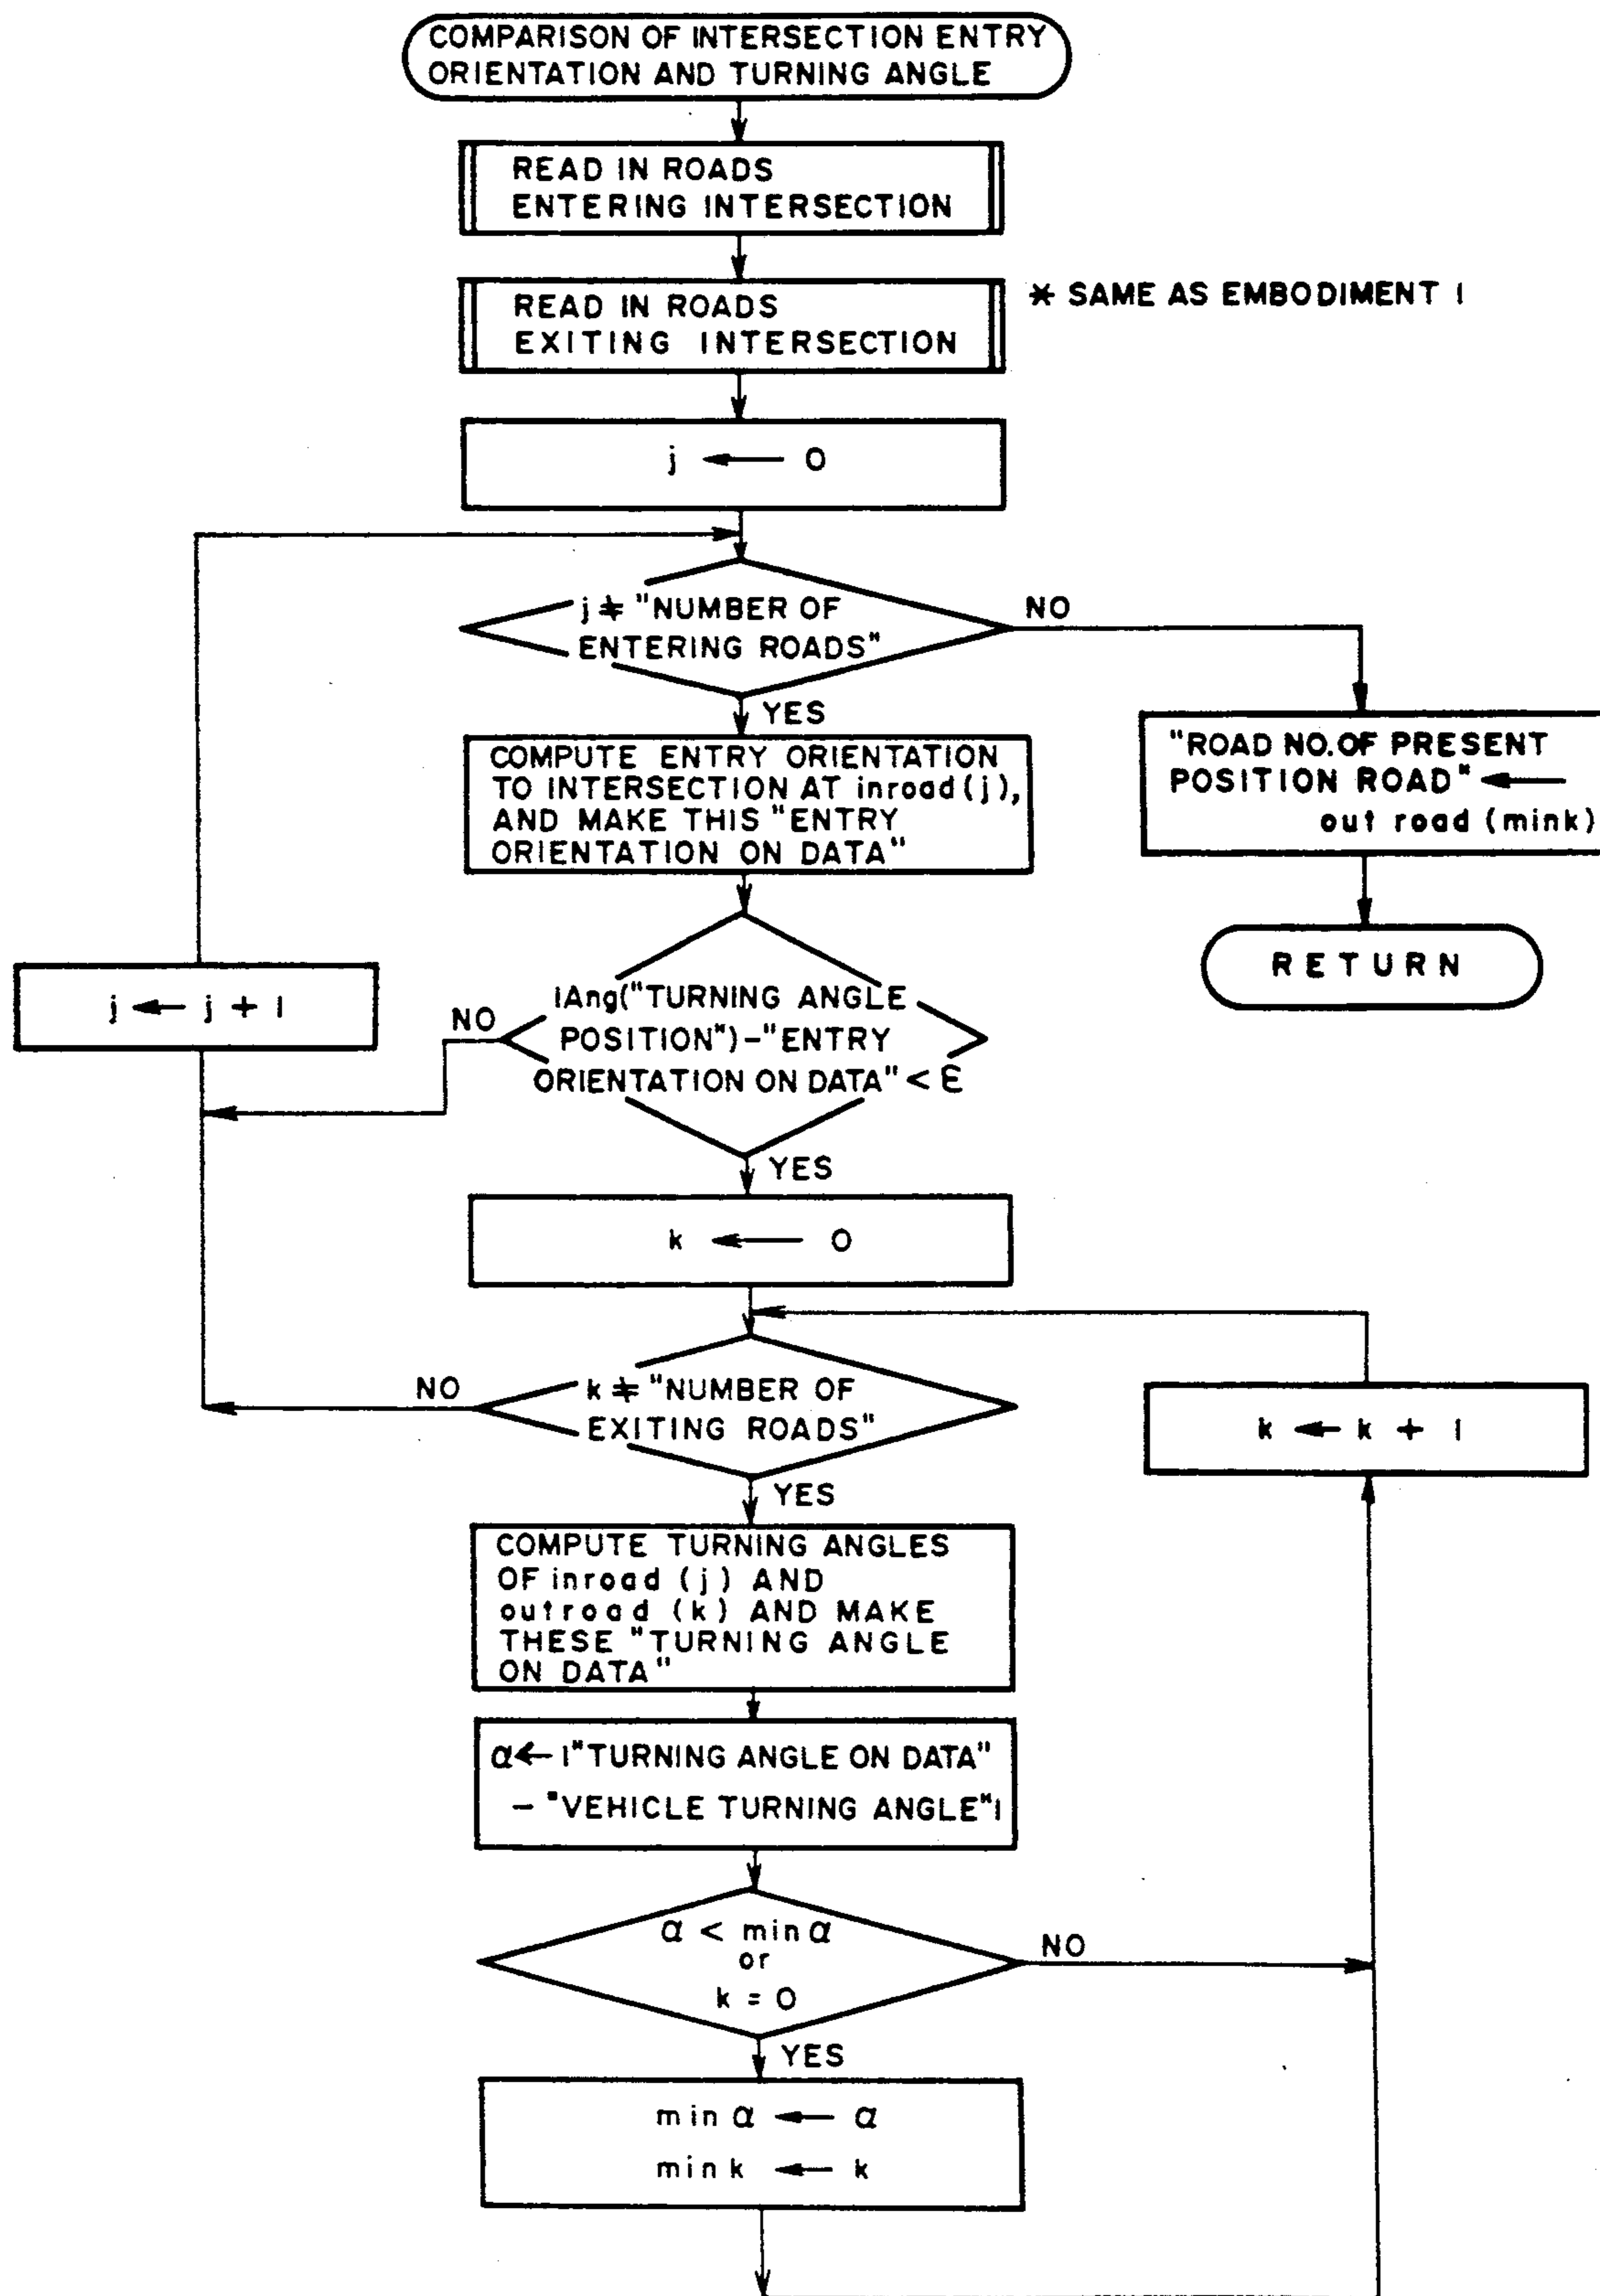 COMPARISON OF INTERSECTION ENTRY
ORIENTATION AND TURNING ANGLE
READ IN ROADS
ENTERING INTERSECTION
READ IN ROADS
EXITING INTERSECTION
* SAME AS EMBODIMENT 1
j ← 0
j ≠ "NUMBER OF
ENTERING ROADS"
NO
YES
COMPUTE ENTRY ORIENTATION
TO INTERSECTION AT inroad (j),
AND MAKE THIS "ENTRY
ORIENTATION ON DATA"
"ROAD NO. OF PRESENT
POSITION ROAD" ←
out road (mink)
RETURN
j ← j + 1
NO
|Ang("TURNING ANGLE
POSITION")-"ENTRY
ORIENTATION ON DATA" < ε
YES
k ← 0
NO
k ≠ "NUMBER OF
EXITING ROADS"
k ← k + 1
YES
COMPUTE TURNING ANGLES
OF inroad (j) AND
outroad (k) AND MAKE
THESE "TURNING ANGLE
ON DATA"
α ← |"TURNING ANGLE ON DATA"
- "VEHICLE TURNING ANGLE"|
α < min α
or
k = 0
NO
YES
min α ← α
min k ← k